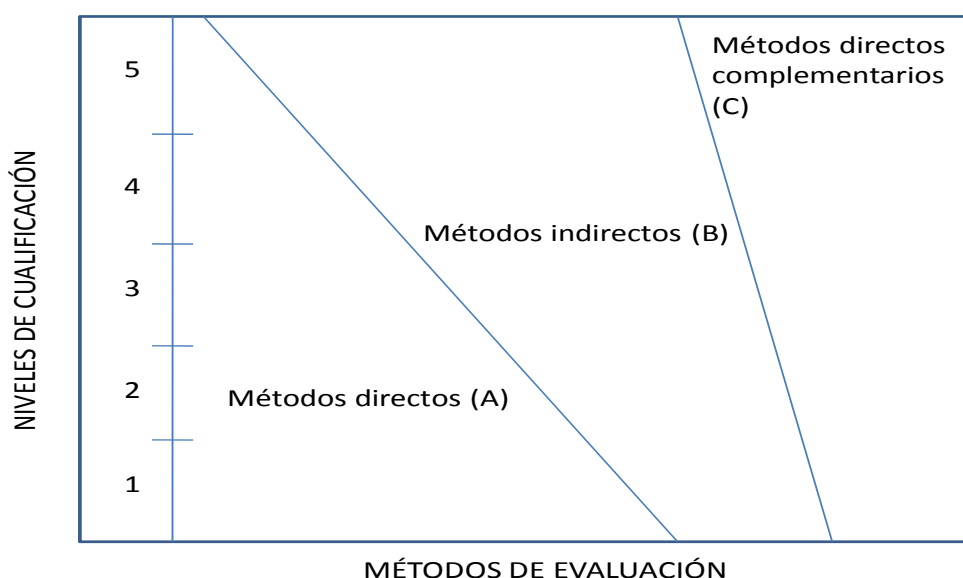 NIVELES DE CUALIFICACIÓN
5
4
3
2
1
Métodos directos
complementarios
(C)
Métodos indirectos (B)
Métodos directos (A)
MÉTODOS DE EVALUACIÓN